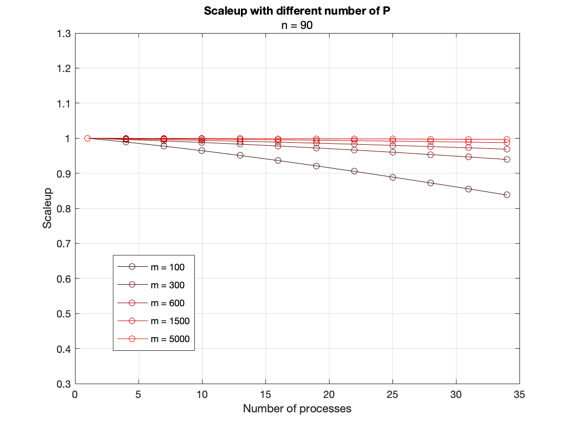 Scaleup with different number of P
n = 90
1.3
1.2
1.1
1
0.9
0.8
0.7
0.6
0.5
0.4
0.3
Scaleup
m = 100
m = 300
m = 600
m = 1500
m = 5000
0 5 10 15 20 25 30 35
Number of processes